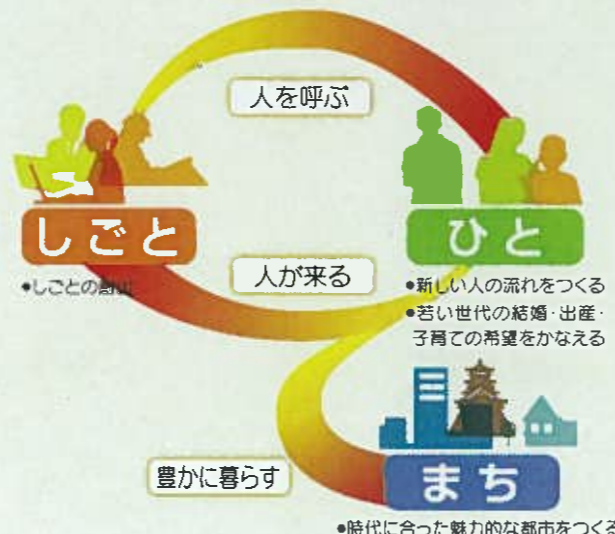 人を呼ぶ
しごと
ひと
人が来る
●しごとの
●新しい人の流れをつくる
●若い世代の結婚・出産・
子育ての希望をかなえる
豊かに暮らす
まち
●時代に合った魅力的な都市をつくる